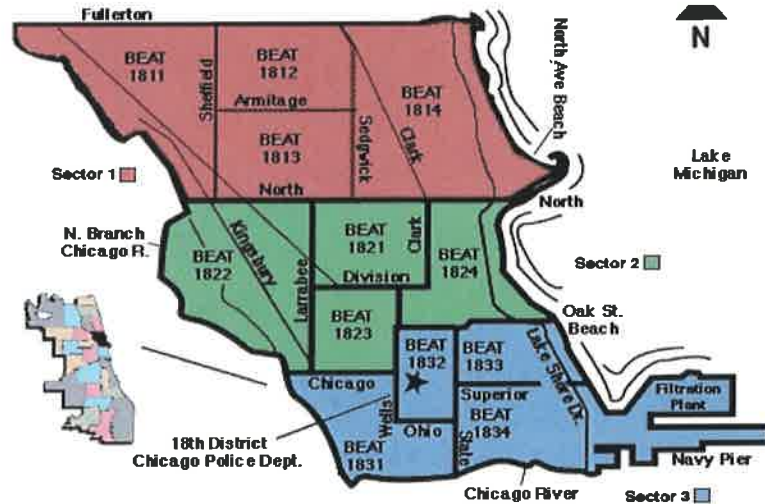 Fullerton
N
BEAT
1811
BEAT
1812
Sheffield
Armitage
BEAT
1813
Sedgwick
Clark
BEAT
1814
North Ave Beach
Lake
Michigan
Sector 1
North
North
N. Branch
Chicago R.
Kingsbury
BEAT
1822
Larrabee
BEAT
1821
Clark
Division
BEAT
1824
Sector 2
BEAT
1823
Oak St.
Beach
BEAT
1832
BEAT
1833
Lake Shore Dr.
Chicago
Superior
Filtration
Plant
Wells
Ohio
State
BEAT
1834
18th District
Chicago Police Dept.
BEAT
1831
Navy Pier
Chicago River
Sector 3